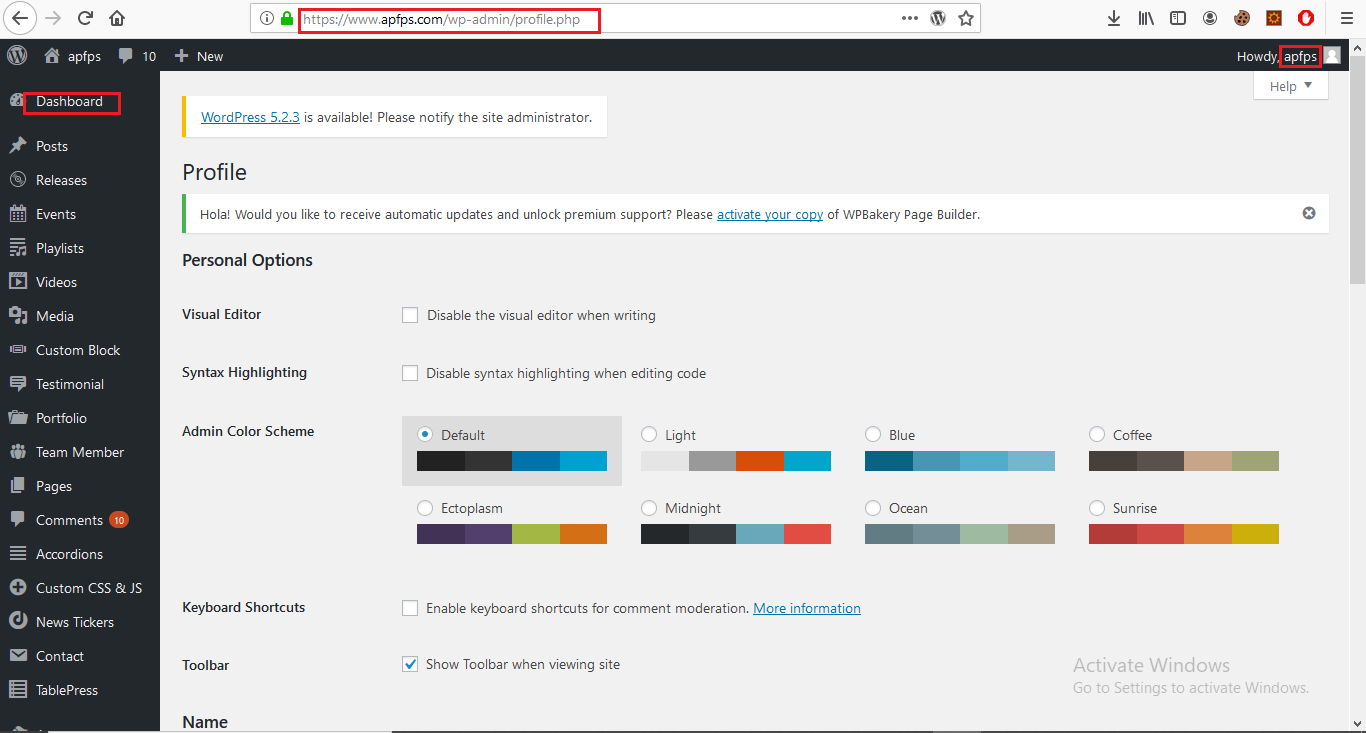 https://www.apfps.com/wp-admin/profile.php
apfps 10 New Howdy, apfps
Help
Dashboard
Posts
Releases
Events
Playlists
Videos
Media
Custom Block
Testimonial
Portfolio
Team Member
Pages
Comments 10
Accordions
Custom CSS & JS
News Tickers
Contact
TablePress
WordPress 5.2.3 is available! Please notify the site administrator.
Profile
Hola! Would you like to receive automatic updates and unlock premium support? Please activate your copy of WPBakery Page Builder.
Personal Options
Visual Editor Disable the visual editor when writing
Syntax Highlighting Disable syntax highlighting when editing code
Admin Color Scheme Default Light Blue Coffee
Ectoplasm Midnight Ocean Sunrise
Keyboard Shortcuts Enable keyboard shortcuts for comment moderation. More information
Toolbar Show Toolbar when viewing site
Name
Activate Windows
Go to Settings to activate Windows.